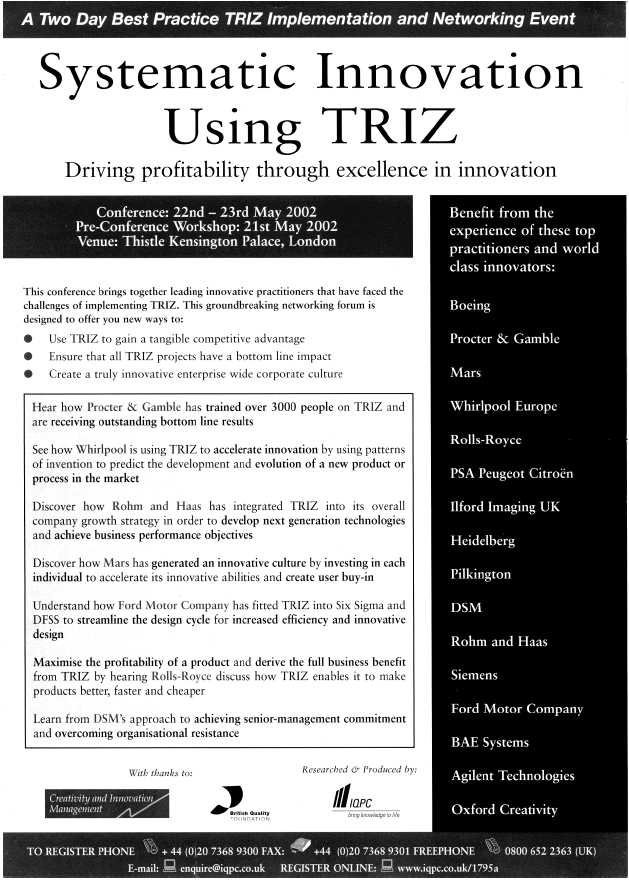 A Two Day Best Practice TRIZ Implementation and Networking Event
Systematic Innovation
Using TRIZ
Driving profitability through excellence in innovation
Conference: 22nd – 23rd May 2002
Pre-Conference Workshop: 21st May 2002
Venue: Thistle Kensington Palace, London
This conference brings together leading innovative practitioners that have faced the
challenges of implementing TRIZ. This groundbreaking networking forum is
designed to offer you new ways to:
● Use TRIZ to gain a tangible competitive advantage
● Ensure that all TRIZ projects have a bottom line impact
● Create a truly innovative enterprise wide corporate culture
Hear how Procter & Gamble has trained over 3000 people on TRIZ and
are receiving outstanding bottom line results
See how Whirlpool is using TRIZ to accelerate innovation by using patterns
of invention to predict the development and evolution of a new product or
process in the market
Discover how Rohm and Haas has integrated TRIZ into its overall
company growth strategy in order to develop next generation technologies
and achieve business performance objectives
Discover how Mars has generated an innovative culture by investing in each
individual to accelerate its innovative abilities and create user buy-in
Understand how Ford Motor Company has fitted TRIZ into Six Sigma and
DFSS to streamline the design cycle for increased efficiency and innovative
design
Maximise the profitability of a product and derive the full business benefit
from TRIZ by hearing Rolls-Royce discuss how TRIZ enables it to make
products better, faster and cheaper
Learn from DSM's approach to achieving senior-management commitment
and overcoming organisational resistance
Benefit from the
experience of these top
practitioners and world
class innovators:
Boeing
Procter & Gamble
Mars
Whirlpool Europe
Rolls-Royce
PSA Peugeot Citroën
Ilford Imaging UK
Heidelberg
Pilkington
DSM
Rohm and Haas
Siemens
Ford Motor Company
BAE Systems
Agilent Technologies
Oxford Creativity
With thanks to:
Creativity and Innovation
Management
British Quality
FOUNDATION
Researched & Produced by:
IQPC
bring knowledge to life
TO REGISTER PHONE + 44 (0)20 7368 9300 FAX: +44 (0)20 7368 9301 FREEPHONE 0800 652 2363 (UK)
E-mail: enquire@iqpc.co.uk REGISTER ONLINE: www.iqpc.co.uk/1795a